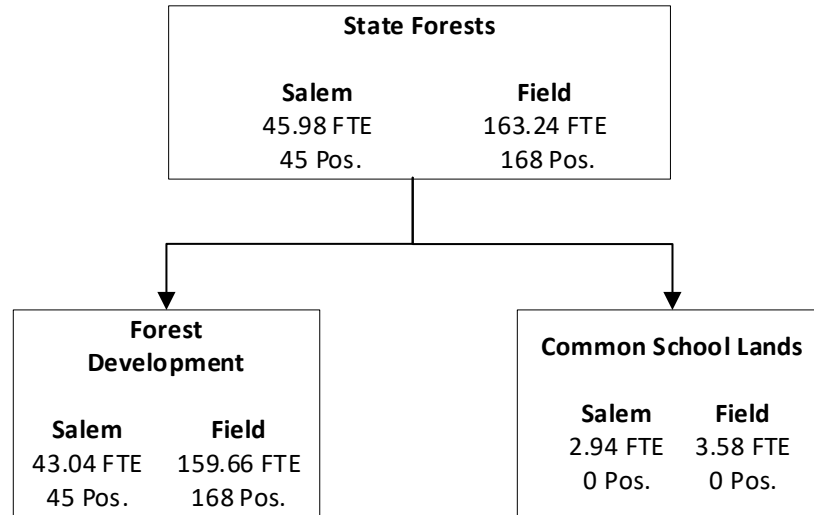 State Forests
Salem Field
45.98 FTE 163.24 FTE
45 Pos. 168 Pos.
Forest
Development
Salem Field
43.04 FTE 159.66 FTE
45 Pos. 168 Pos.
Common School Lands
Salem Field
2.94 FTE 3.58 FTE
0 Pos. 0 Pos.